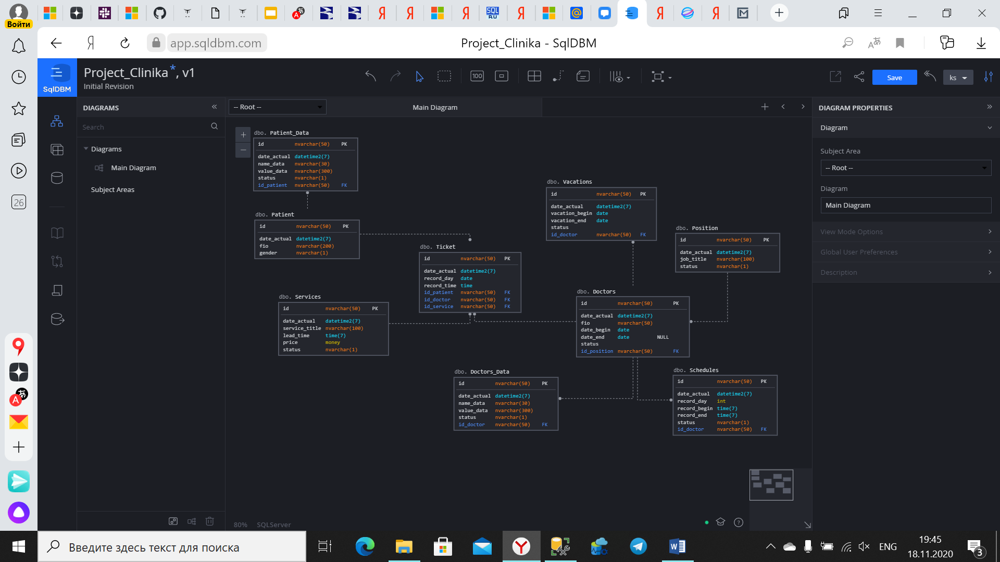 Войти
app.sqldbm.com
Project_Clinika - SqlDBM
26
SqlDBM
Project_Clinika*, v1
Initial Revision
100
Save
ks
DIAGRAMS
Search
Diagrams
Main Diagram
Subject Areas
-- Root --
Main Diagram
dbo. Patient_Data
id nvarchar(50) PK
date_actual datetime2(7)
name_data nvarchar(30)
value_data nvarchar(300)
status nvarchar(1)
id_patient nvarchar(50) FK
dbo. Patient
id nvarchar(50) PK
date_actual datetime2(7)
fio nvarchar(200)
gender nvarchar(1)
dbo. Ticket
id nvarchar(50) PK
date_actual datetime2(7)
record_day date
record_time time
id_patient nvarchar(50) FK
id_doctor nvarchar(50) FK
id_service nvarchar(50) FK
dbo. Services
id nvarchar(50) PK
date_actual datetime2(7)
service_title nvarchar(100)
lead_time time(7)
price money
status nvarchar(1)
dbo. Vacations
id nvarchar(50) PK
date_actual datetime2(7)
vacation_begin date
vacation_end date
status
id_doctor nvarchar(50) FK
dbo. Position
id nvarchar(50) PK
date_actual datetime2(7)
job_title nvarchar(100)
status nvarchar(1)
dbo. Doctors
id nvarchar(50) PK
date_actual datetime2(7)
fio nvarchar(50)
date_begin date
date_end date NULL
status
id_position nvarchar(50) FK
dbo. Doctors_Data
id nvarchar(50) PK
date_actual datetime2(7)
name_data nvarchar(30)
value_data nvarchar(300)
status nvarchar(1)
id_doctor nvarchar(50) FK
dbo. Schedules
id nvarchar(50) PK
date_actual datetime2(7)
record_day int
record_begin time(7)
record_end time(7)
status nvarchar(1)
id_doctor nvarchar(50) FK
80% SQLServer
DIAGRAM PROPERTIES
Diagram
Subject Area
-- Root --
Diagram
Main Diagram
View Mode Options
Global User Preferences
Description
Введите здесь текст для поиска
ENG
19:45
18.11.2020
3